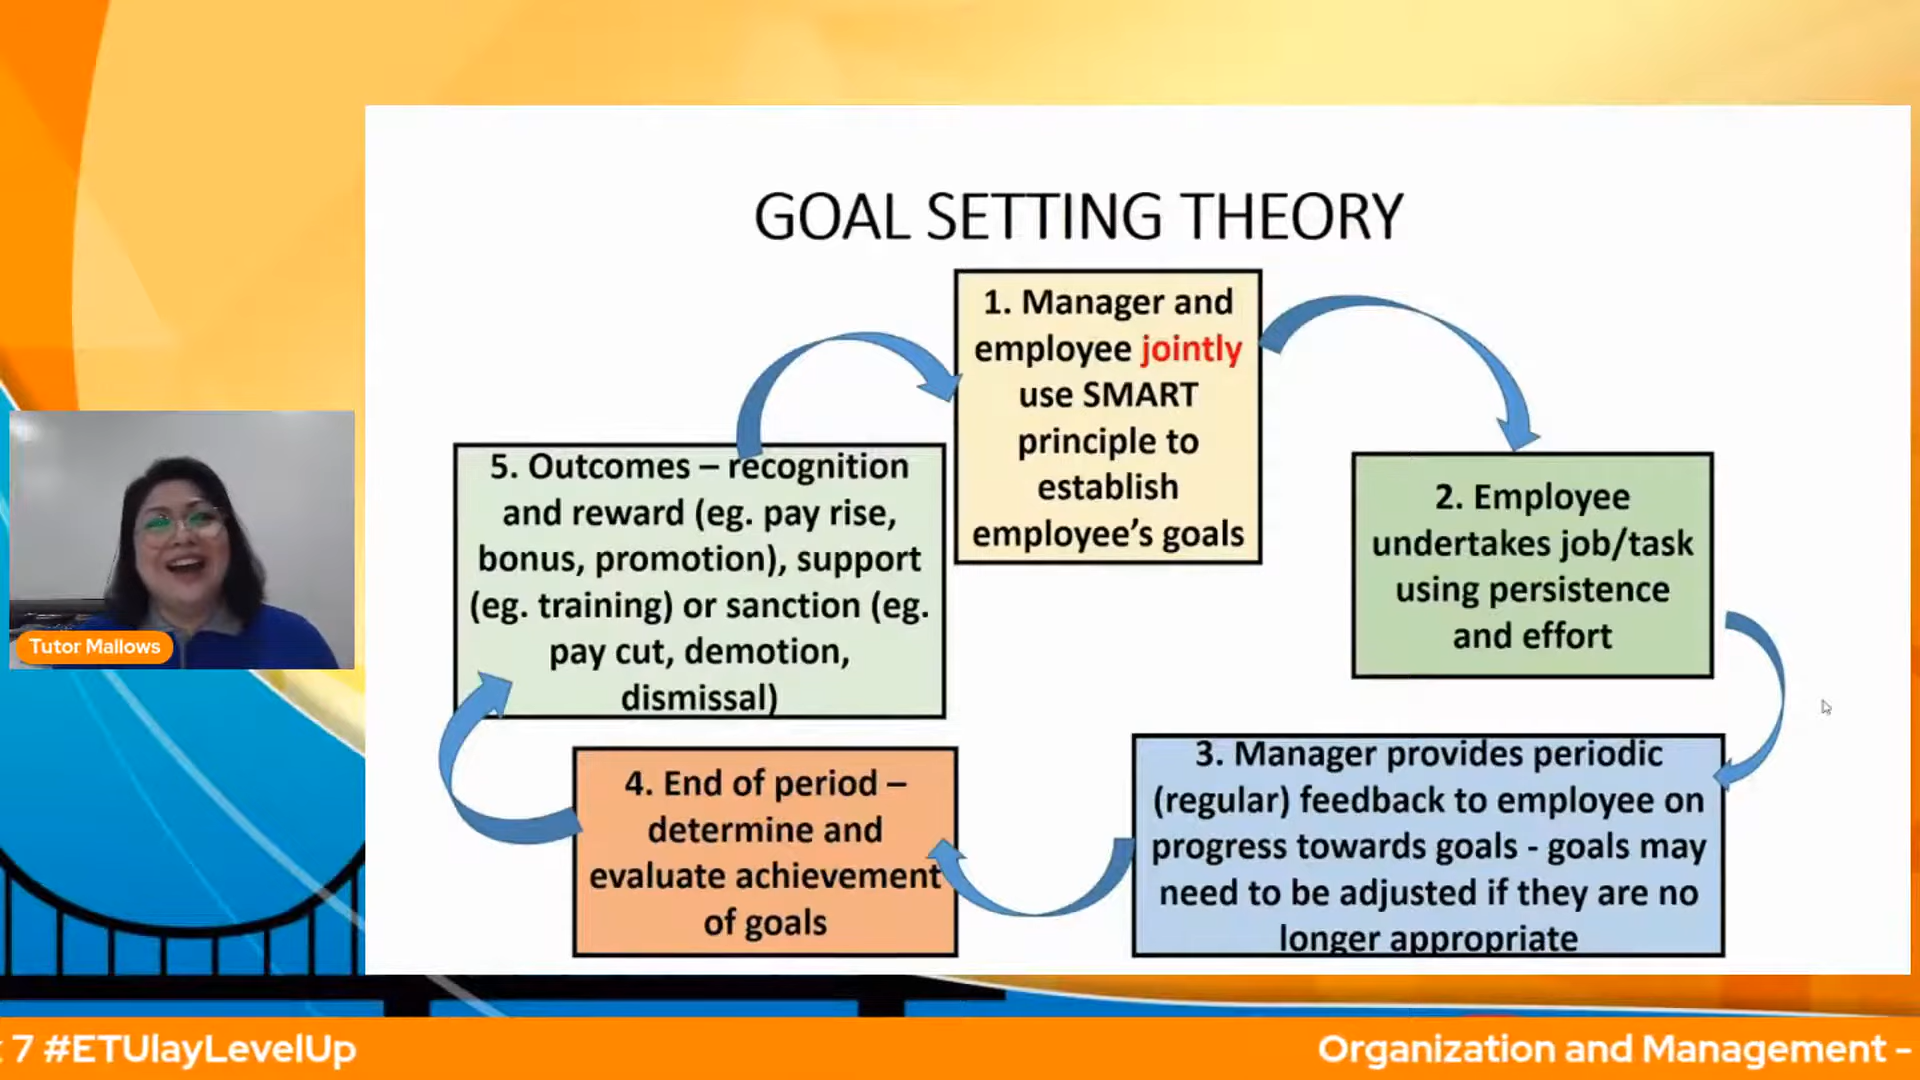 GOAL SETTING THEORY
1. Manager and
employee jointly
use SMART
principle to
establish
employee's goals
2. Employee
undertakes job/task
using persistence
and effort
3. Manager provides periodic
(regular) feedback to employee on
progress towards goals - goals may
need to be adjusted if they are no
longer appropriate
4. End of period –
determine and
evaluate achievement
of goals
5. Outcomes – recognition
and reward (eg. pay rise,
bonus, promotion), support
(eg. training) or sanction (eg.
pay cut, demotion,
dismissal)
Tutor Mallows
7 #ETUlayLevelUp
Organization and Management -